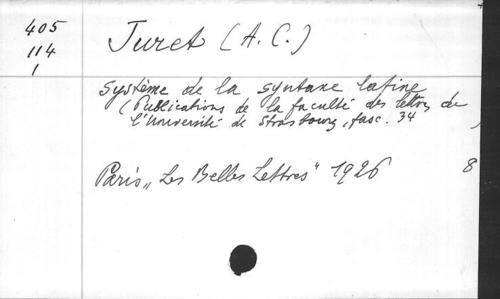 405
114
1
Juret (A. C.)
Système de la syntaxe latine
(Publications de la faculté des lettres de
l'Université de Strasbourg, fasc. 34 )
Paris „Les Belles Lettres" 1926 8